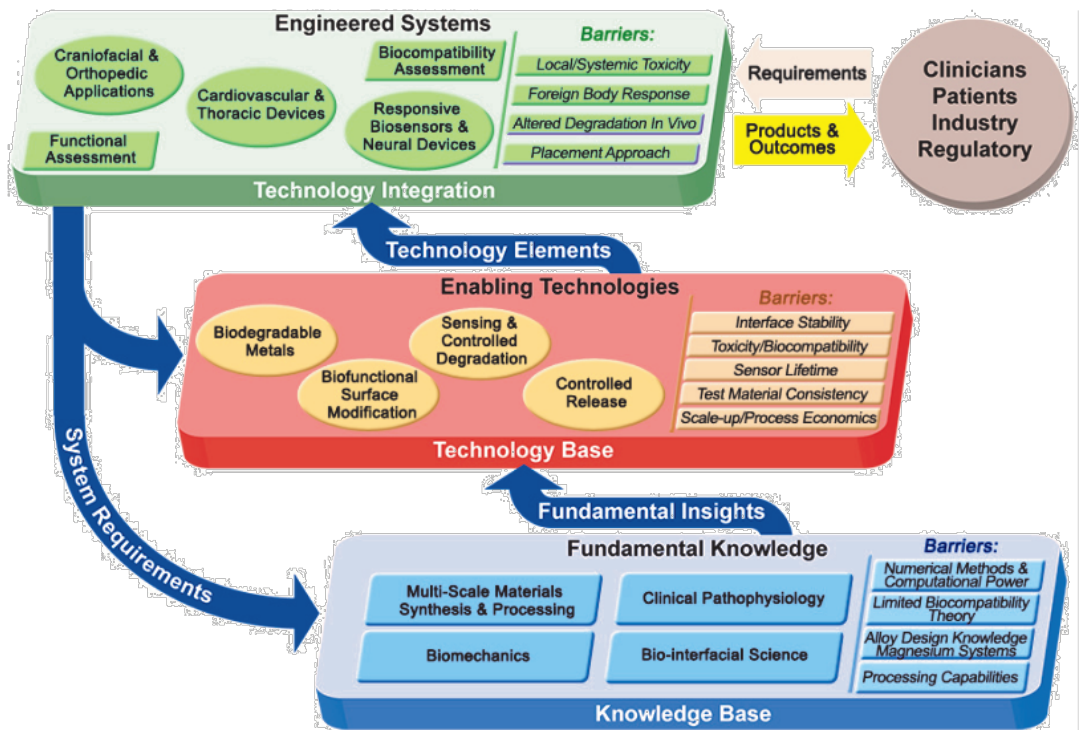 Engineered Systems
Craniofacial &
Orthopedic
Applications
Cardiovascular &
Thoracic Devices
Biocompatibility
Assessment
Responsive
Biosensors &
Neural Devices
Functional
Assessment
Barriers:
Local/Systemic Toxicity
Foreign Body Response
Altered Degradation In Vivo
Placement Approach
Technology Integration
Requirements
Products &
Outcomes
Clinicians
Patients
Industry
Regulatory
Technology Elements
Enabling Technologies
Biodegradable
Metals
Sensing &
Controlled
Degradation
Biofunctional
Surface
Modification
Controlled
Release
Barriers:
Interface Stability
Toxicity/Biocompatibility
Sensor Lifetime
Test Material Consistency
Scale-up/Process Economics
Technology Base
System Requirements
Fundamental Insights
Fundamental Knowledge
Multi-Scale Materials
Synthesis & Processing
Clinical Pathophysiology
Biomechanics
Bio-interfacial Science
Barriers:
Numerical Methods &
Computational Power
Limited Biocompatibility
Theory
Alloy Design Knowledge
Magnesium Systems
Processing Capabilities
Knowledge Base